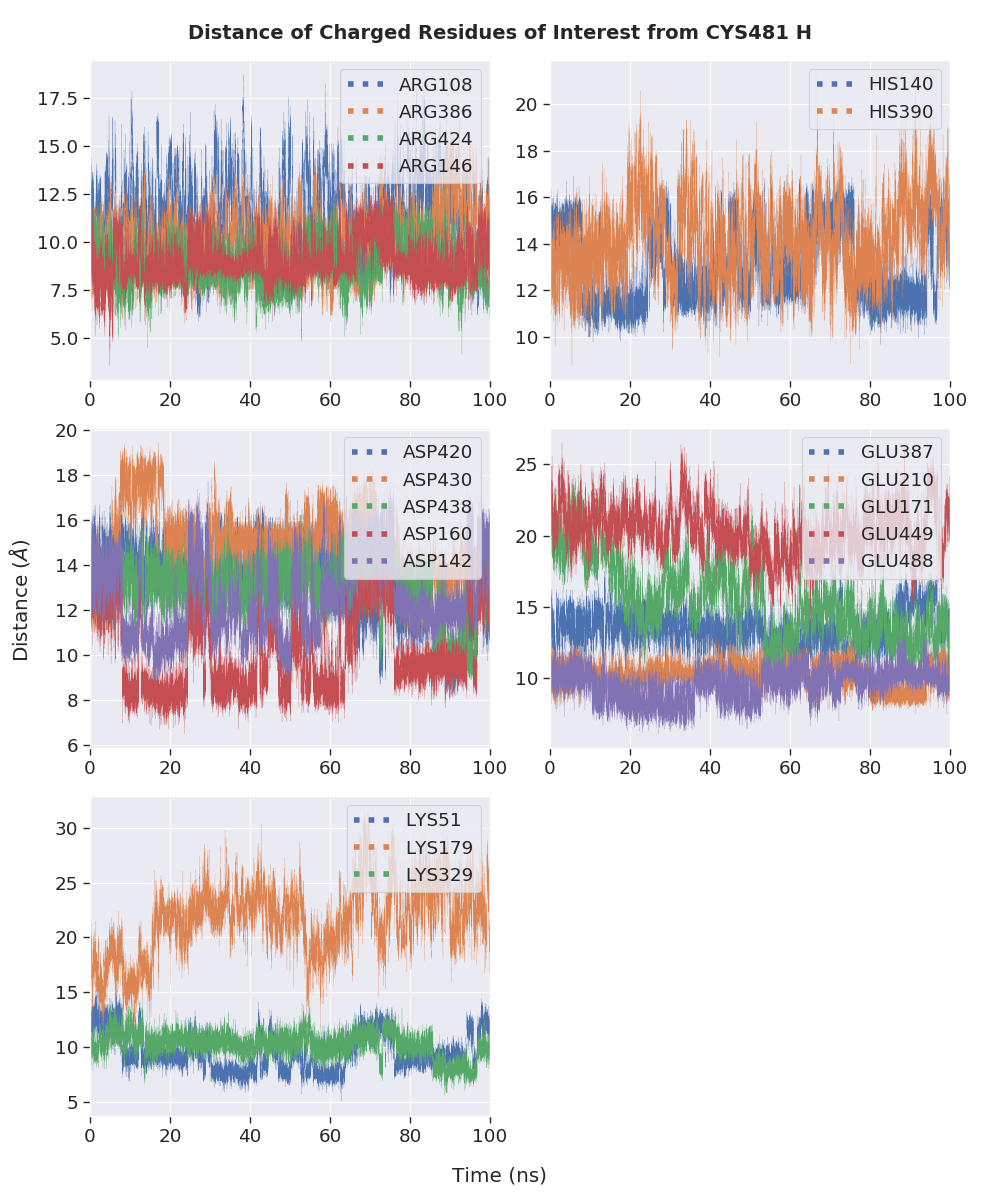 Distance of Charged Residues of Interest from CYS481 H
17.5
15.0
12.5
10.0
7.5
5.0
0
20
40
60
80
100
ARG108
ARG386
ARG424
ARG146
20
18
16
14
12
10
0
20
40
60
80
100
HIS140
HIS390
20
18
16
14
12
10
8
6
0
20
40
60
80
100
ASP420
ASP430
ASP438
ASP160
ASP142
25
20
15
10
0
20
40
60
80
100
GLU387
GLU210
GLU171
GLU449
GLU488
Distance (Å)
30
25
20
15
10
5
0
20
40
60
80
100
LYS51
LYS179
LYS329
Time (ns)